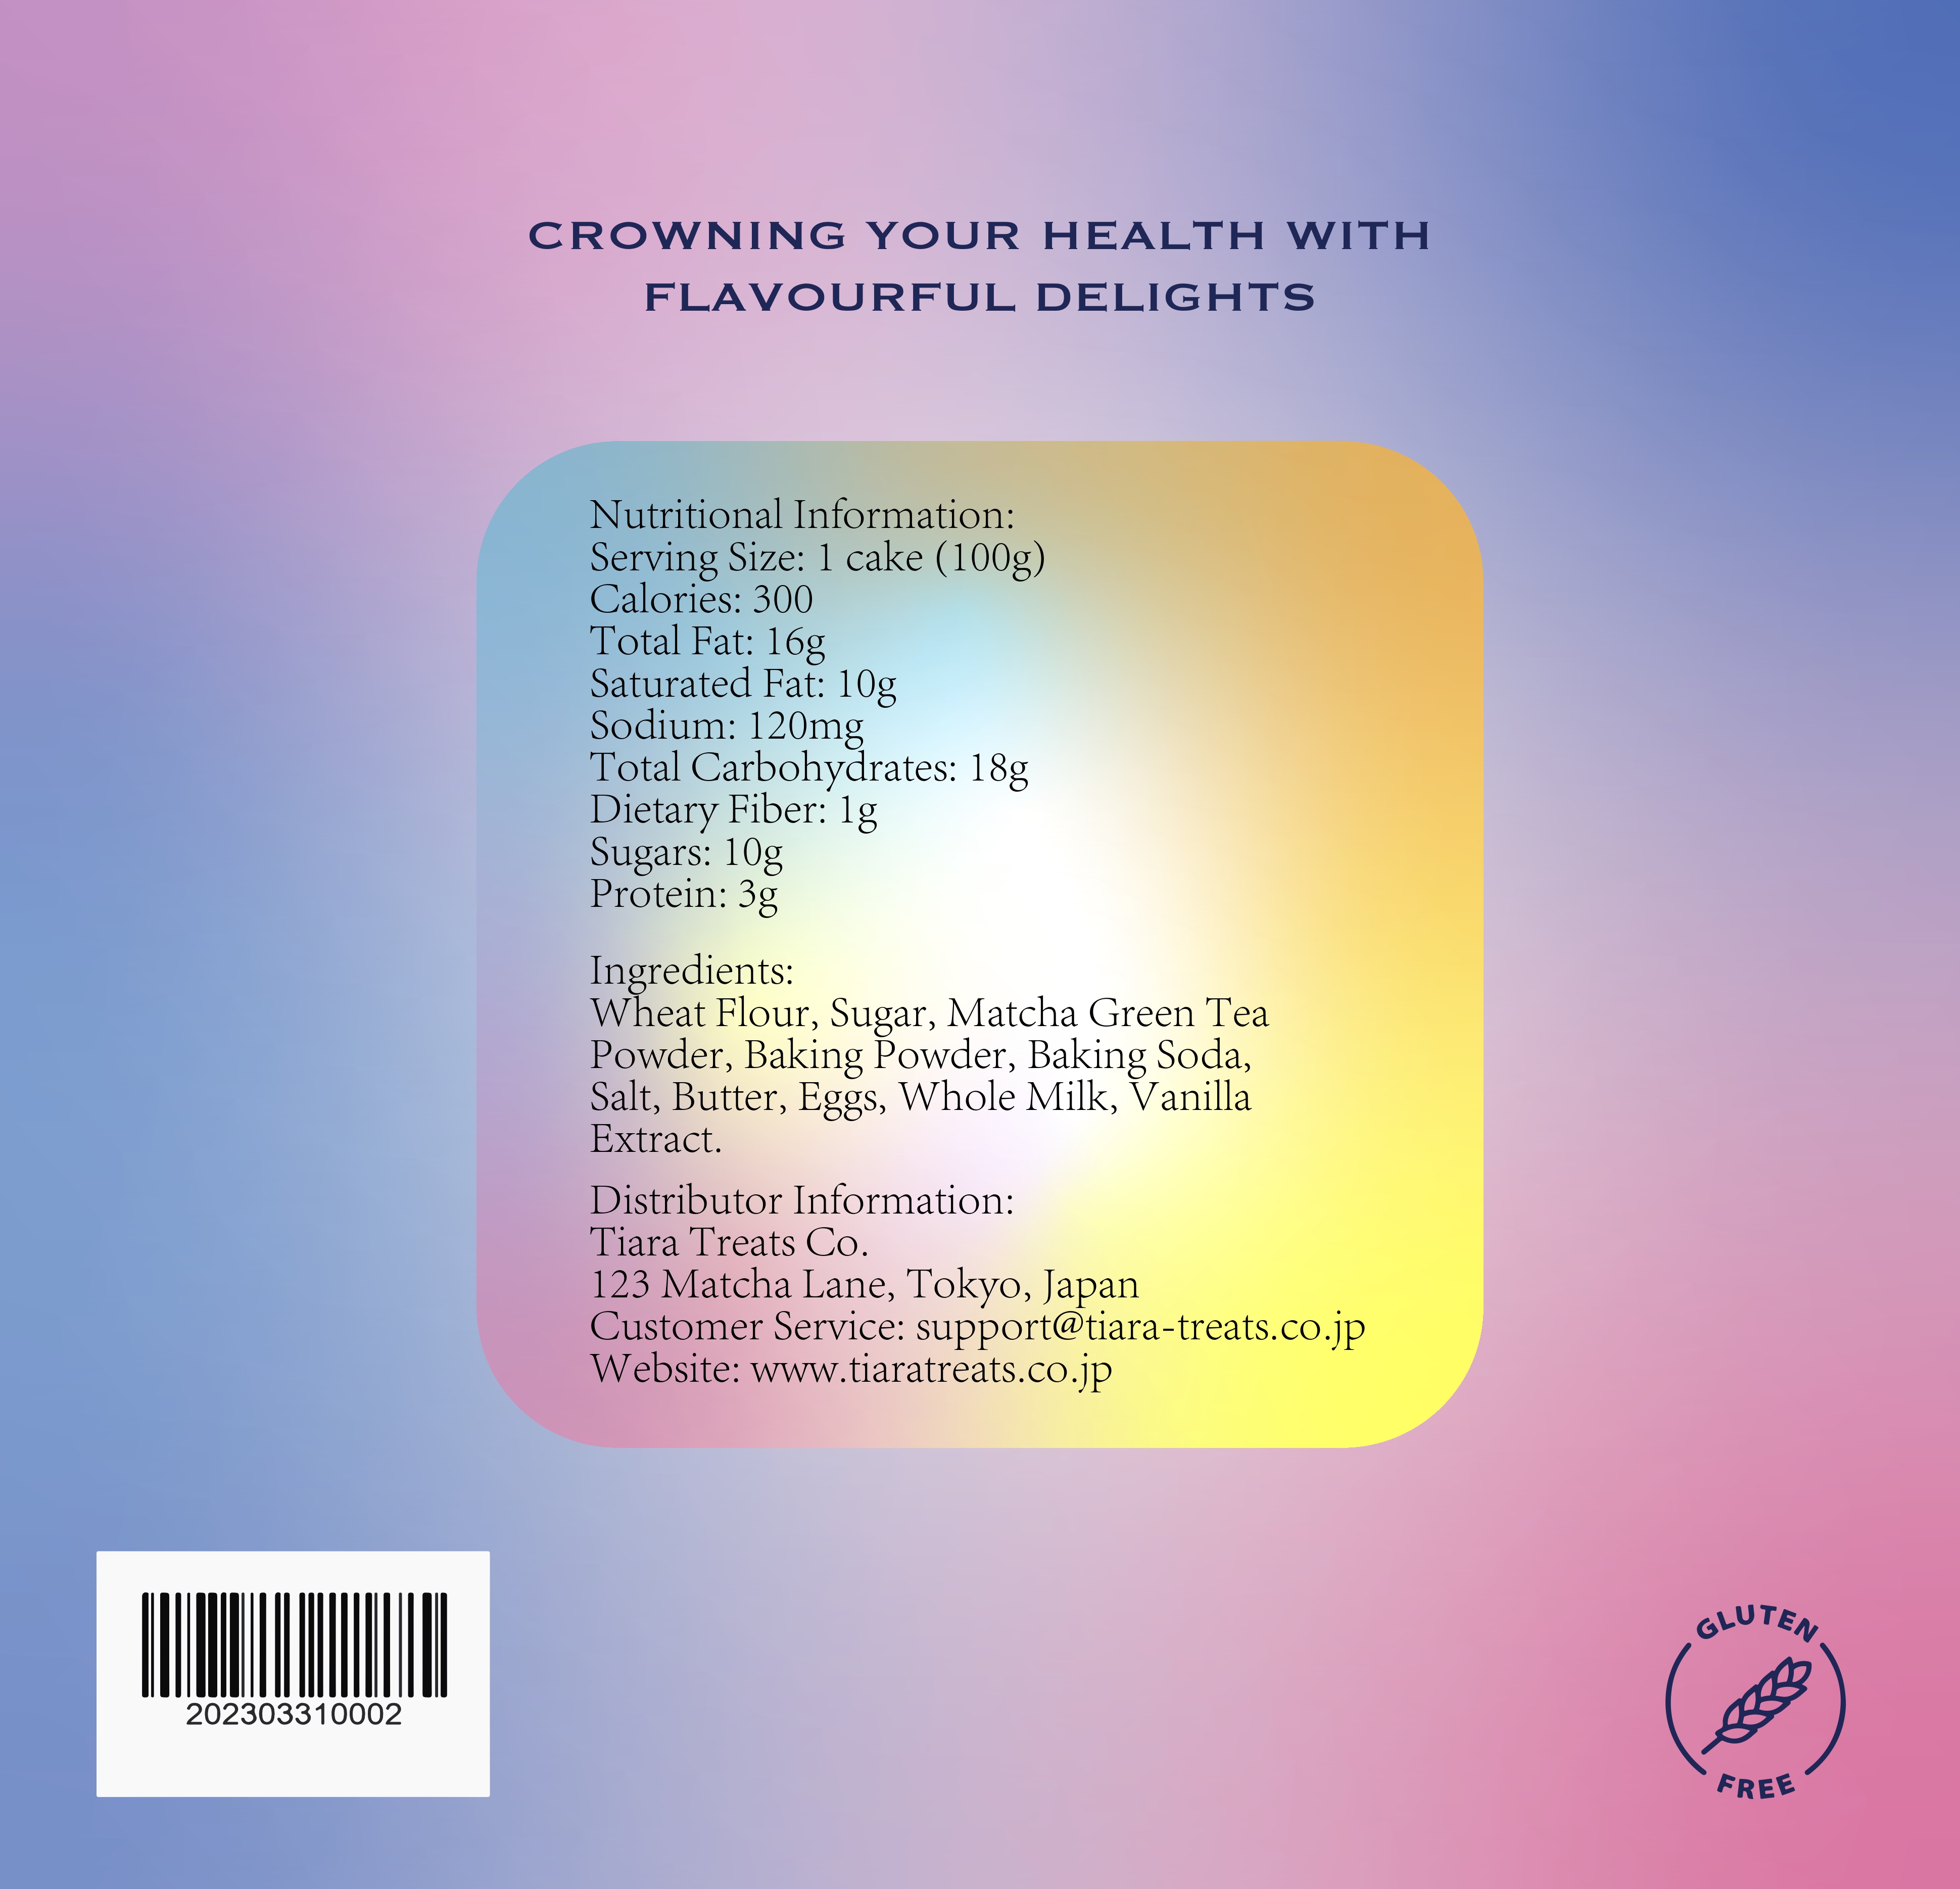 CROWNING YOUR HEALTH WITH
FLAVOURFUL DELIGHTS
Nutritional Information:
Serving Size: 1 cake (100g)
Calories: 300
Total Fat: 16g
Saturated Fat: 10g
Sodium: 120mg
Total Carbohydrates: 18g
Dietary Fiber: 1g
Sugars: 10g
Protein: 3g
Ingredients:
Wheat Flour, Sugar, Matcha Green Tea
Powder, Baking Powder, Baking Soda,
Salt, Butter, Eggs, Whole Milk, Vanilla
Extract.
Distributor Information:
Tiara Treats Co.
123 Matcha Lane, Tokyo, Japan
Customer Service: support@tiara-treats.co.jp
Website: www.tiaratreats.co.jp
202303310002
GLUTEN
FREE